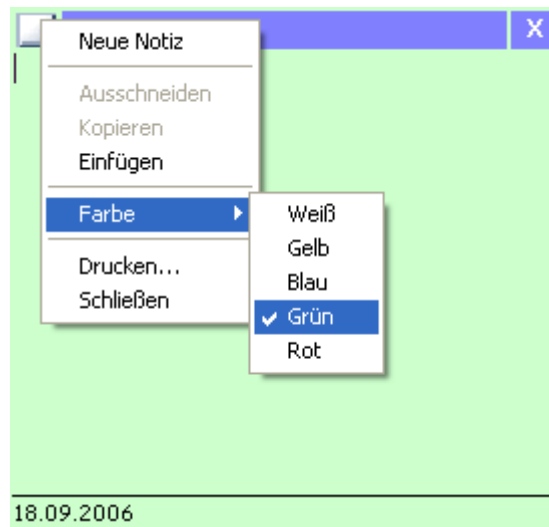 X
Neue Notiz
Ausschneiden
Kopieren
Einfügen
Farbe
Weiß
Gelb
Blau
Grün
Rot
Drucken...
Schließen
18.09.2006